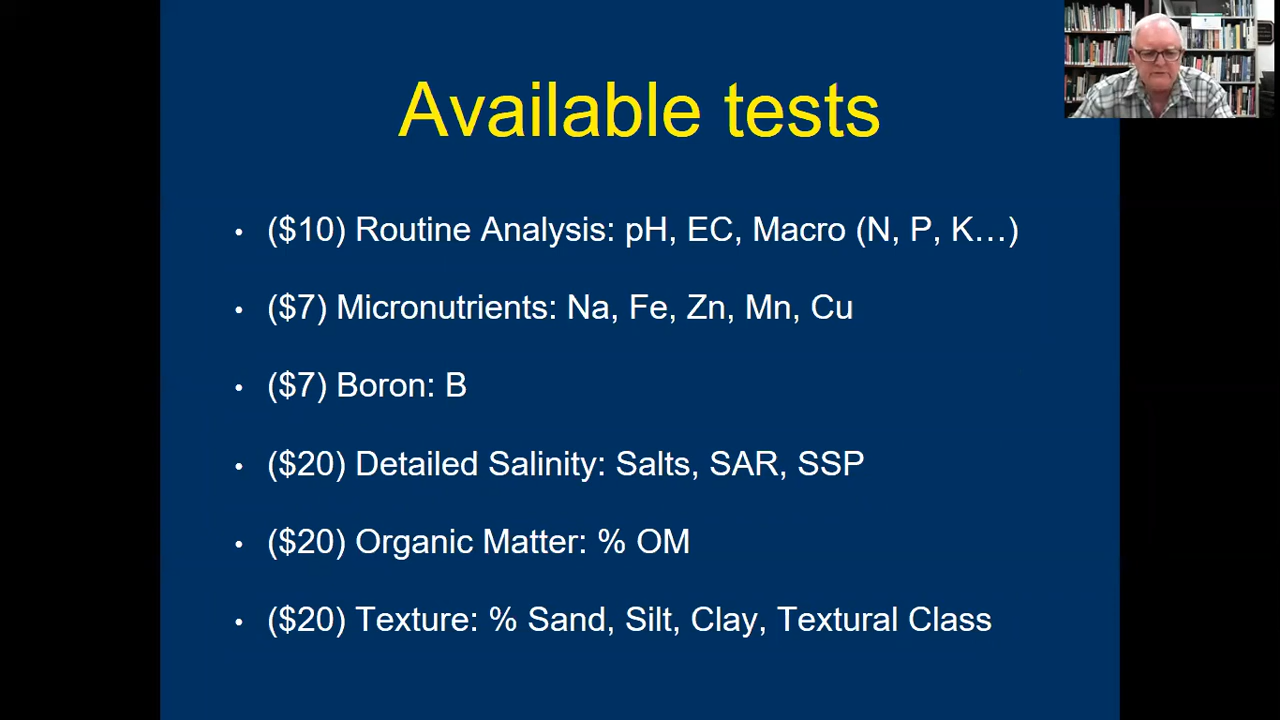 Available tests
• ($10) Routine Analysis: pH, EC, Macro (N, P, K…)
• ($7) Micronutrients: Na, Fe, Zn, Mn, Cu
• ($7) Boron: B
• ($20) Detailed Salinity: Salts, SAR, SSP
• ($20) Organic Matter: % OM
• ($20) Texture: % Sand, Silt, Clay, Textural Class